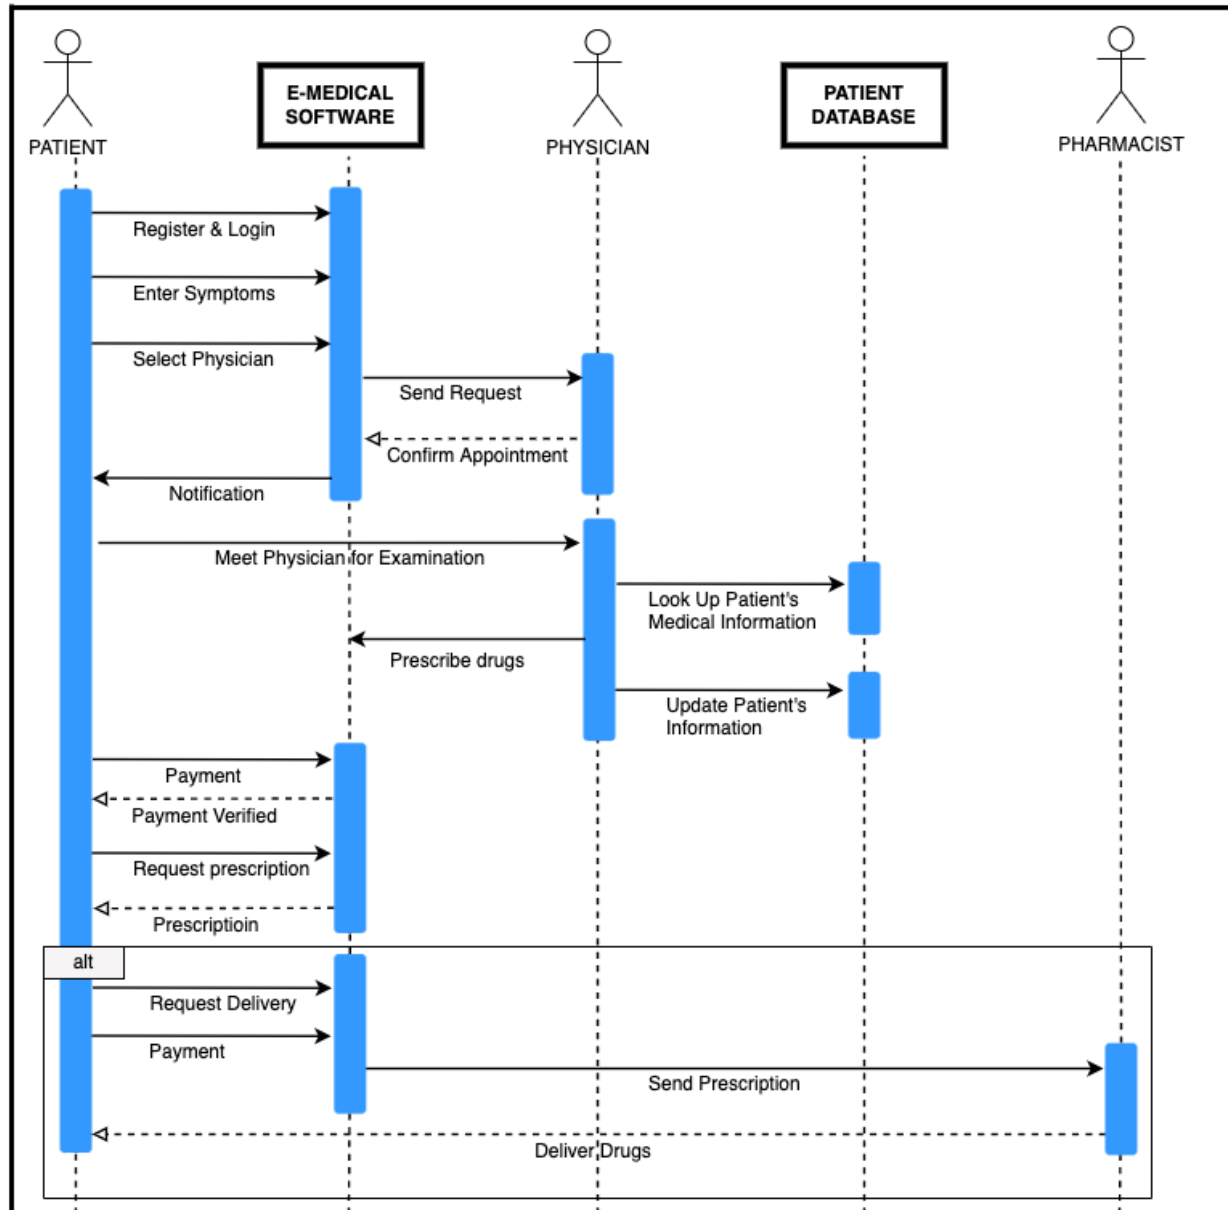 PATIENT
E-MEDICAL
SOFTWARE
PHYSICIAN
PATIENT
DATABASE
PHARMACIST
Register & Login
Enter Symptoms
Select Physician
Send Request
Confirm Appointment
Notification
Meet Physician for Examination
Look Up Patient's
Medical Information
Prescribe drugs
Update Patient's
Information
Payment
Payment Verified
Request prescription
Prescriptioin
alt
Request Delivery
Payment
Send Prescription
Deliver Drugs